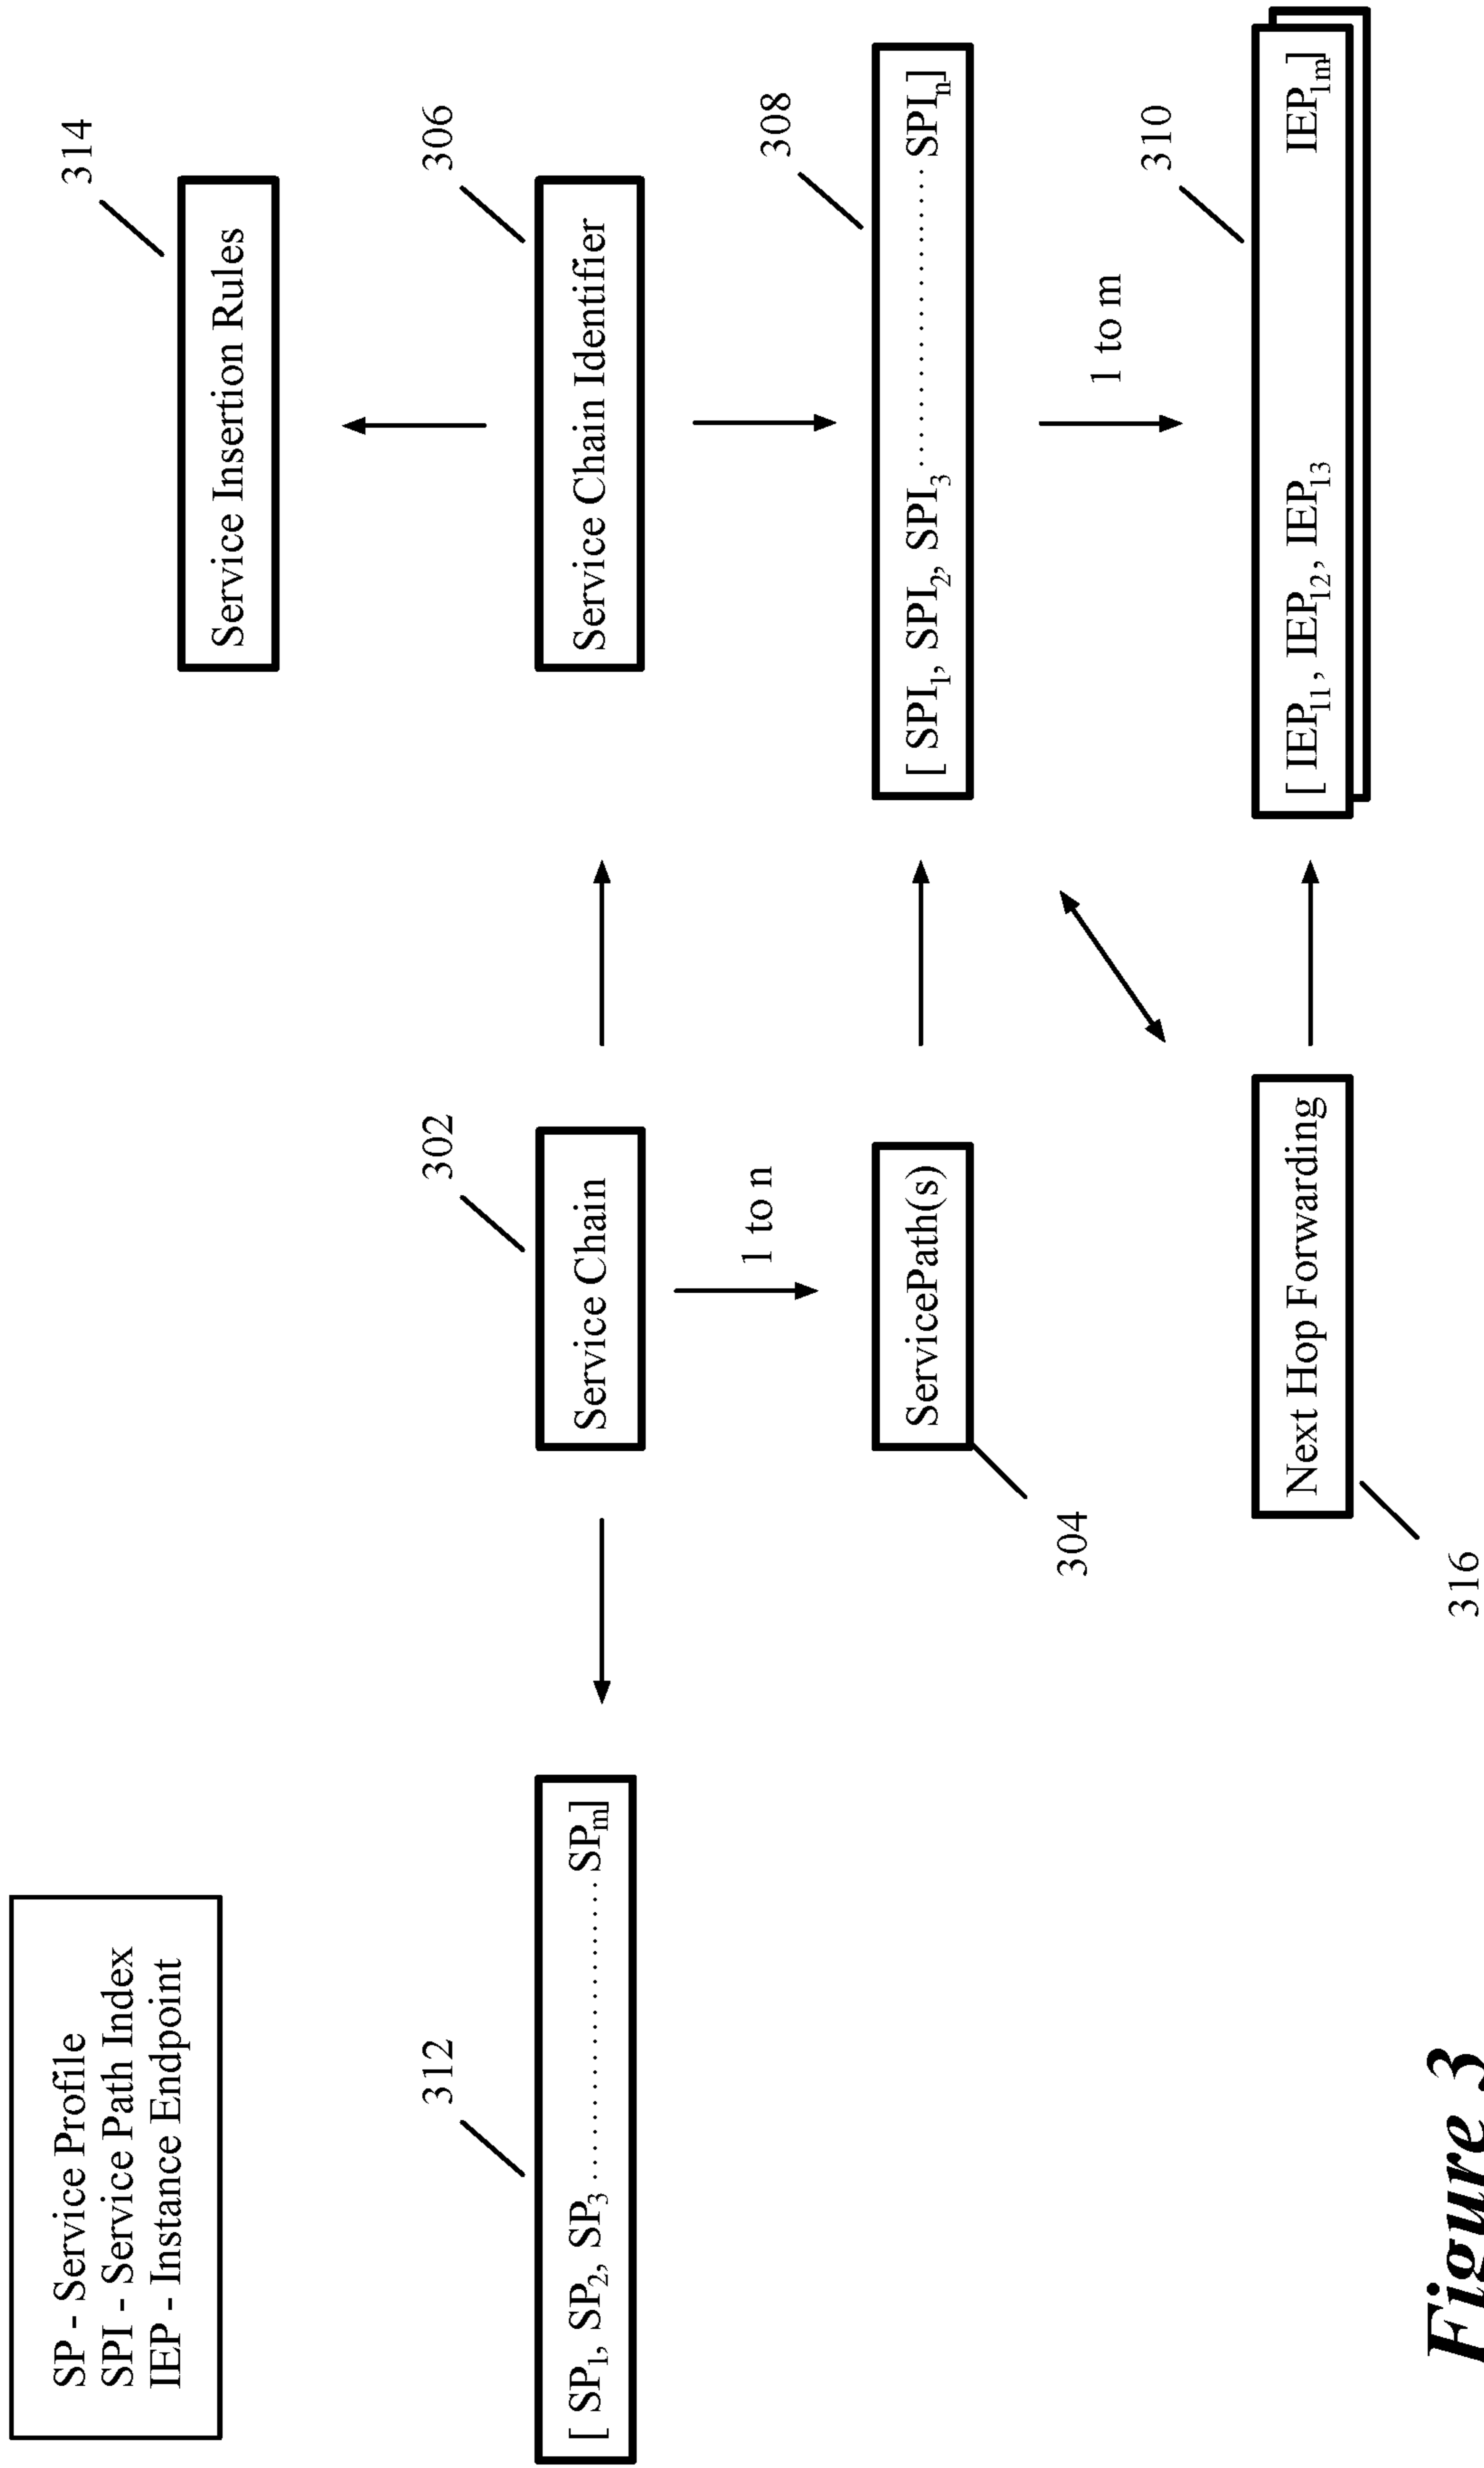 SP - Service Profile
SPI - Service Path Index
IEP - Instance Endpoint
314
Service Insertion Rules
312
302
306
[ SP₁, SP₂, SP₃ ........................ SPₘ]
Service Chain
Service Chain Identifier
1 to n
308
ServicePath(s)
[ SPI₁, SPI₂, SPI₃ ........................ SPIₙ]
304
1 to m
310
Next Hop Forwarding
[ IEP₁₁, IEP₁₂, IEP₁₃ IEP₁ₘ]
316
Figure 3